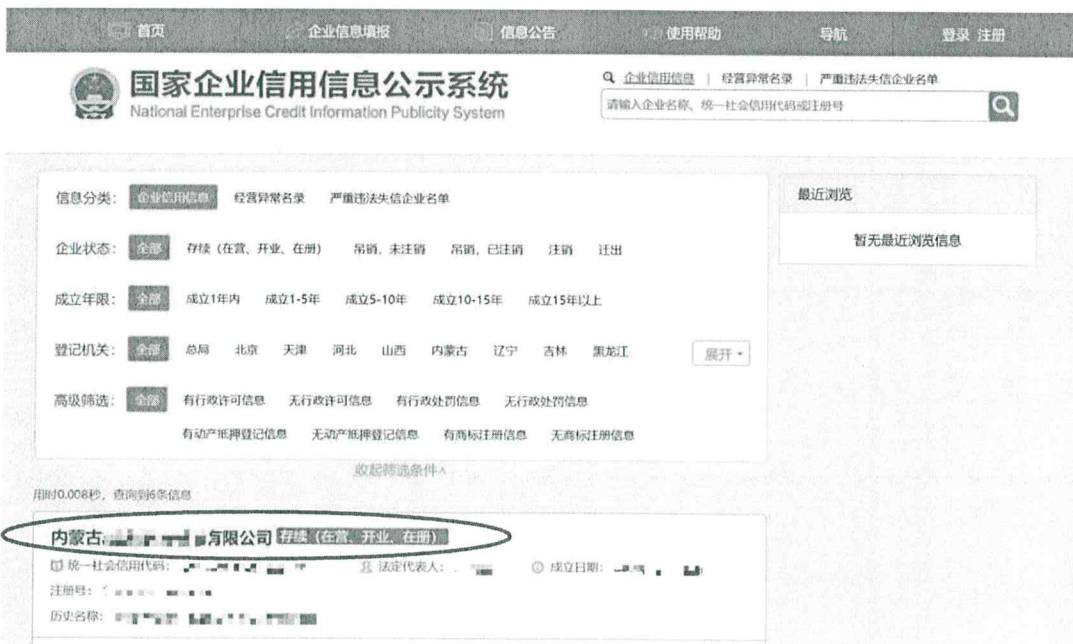 首页 企业信息填报 信息公告 使用帮助 导航 登录 注册
国家企业信用信息公示系统
National Enterprise Credit Information Publicity System
企业信用信息 | 经营异常名录 | 严重违法失信企业名单
请输入企业名称、统一社会信用代码或注册号
信息分类： 企业信用信息 经营异常名录 严重违法失信企业名单
企业状态： 全部 存续（在营、开业、在册） 吊销，未注销 吊销，已注销 注销 迁出
成立年限： 全部 成立1年内 成立1-5年 成立5-10年 成立10-15年 成立15年以上
登记机关： 全部 总局 北京 天津 河北 山西 内蒙古 辽宁 吉林 黑龙江 展开
高级筛选： 全部 有行政许可信息 无行政许可信息 有行政处罚信息 无行政处罚信息
有动产抵押登记信息 无动产抵押登记信息 有商标注册信息 无商标注册信息
收起筛选条件
最近浏览
暂无最近浏览信息
用时0.008秒，查询到6条信息
内蒙古 有限公司 存续（在营、开业、在册）
统一社会信用代码： 法定代表人： 成立日期：
注册号：
历史名称：